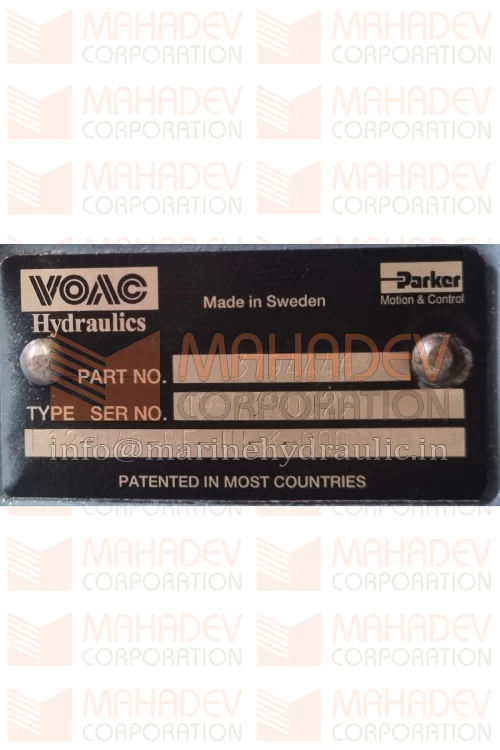 MAHADEV MAHADEV
CORPORATION CORPORATION
MAHADEV MAHADEV
CORPORATION CORPORATION
MAHADEV MAHADEV
CORPORATION CORPORATION
VOAC
Hydraulics
Made in Sweden
Parker
Motion & Control
MAHADEV
CORPORATION
PART NO.
TYPE SER NO.
info@marinehydraulic.in
PATENTED IN MOST COUNTRIES
CORPORATION CORPORATION
MAHADEV MAHADEV
CORPORATION CORPORATION
MAHADEV MAHADEV
CORPORATION CORPORATION
MAHADEV MAHADEV
CORPORATION CORPORATION